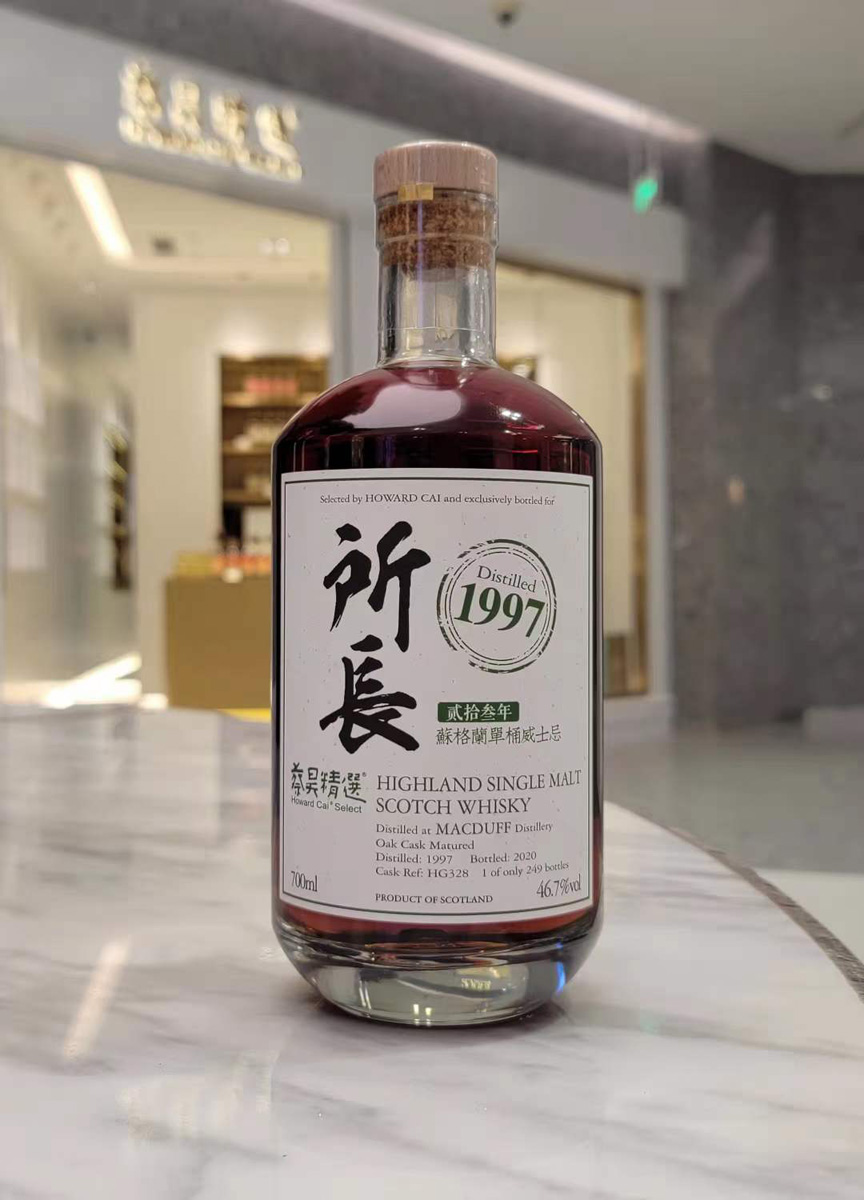 Selected by HOWARD CAI and exclusively bottled for
所長
Distilled
1997
贰拾叁年
蘇格蘭單桶威士忌
蔡昊精選®
Howard Cai® Select
HIGHLAND SINGLE MALT
SCOTCH WHISKY
Distilled at MACDUFF Distillery
Oak Cask Matured
Distilled: 1997 Bottled: 2020
Cask Ref: HG328 1 of only 249 bottles
700ml
46.7%vol
PRODUCT OF SCOTLAND